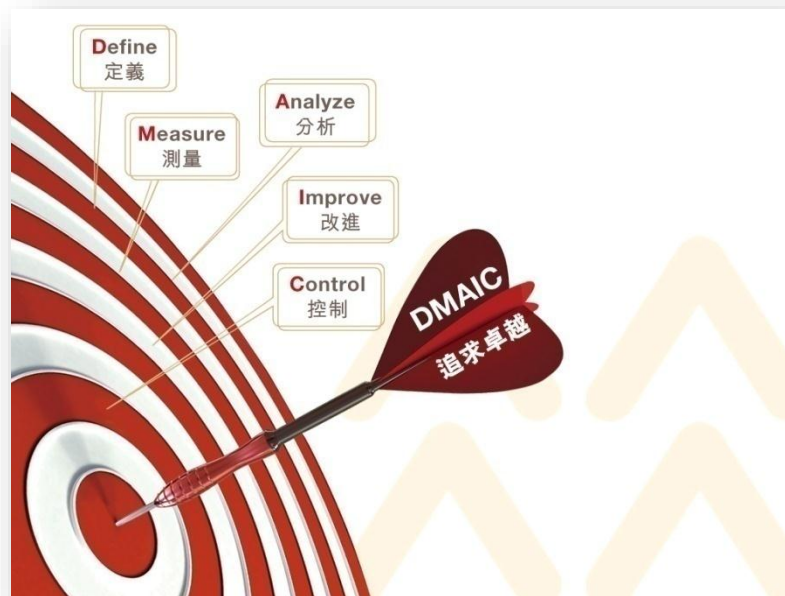 Define
定義
Measure
測量
Analyze
分析
Improve
改進
Control
控制
DMAIC
追求卓越